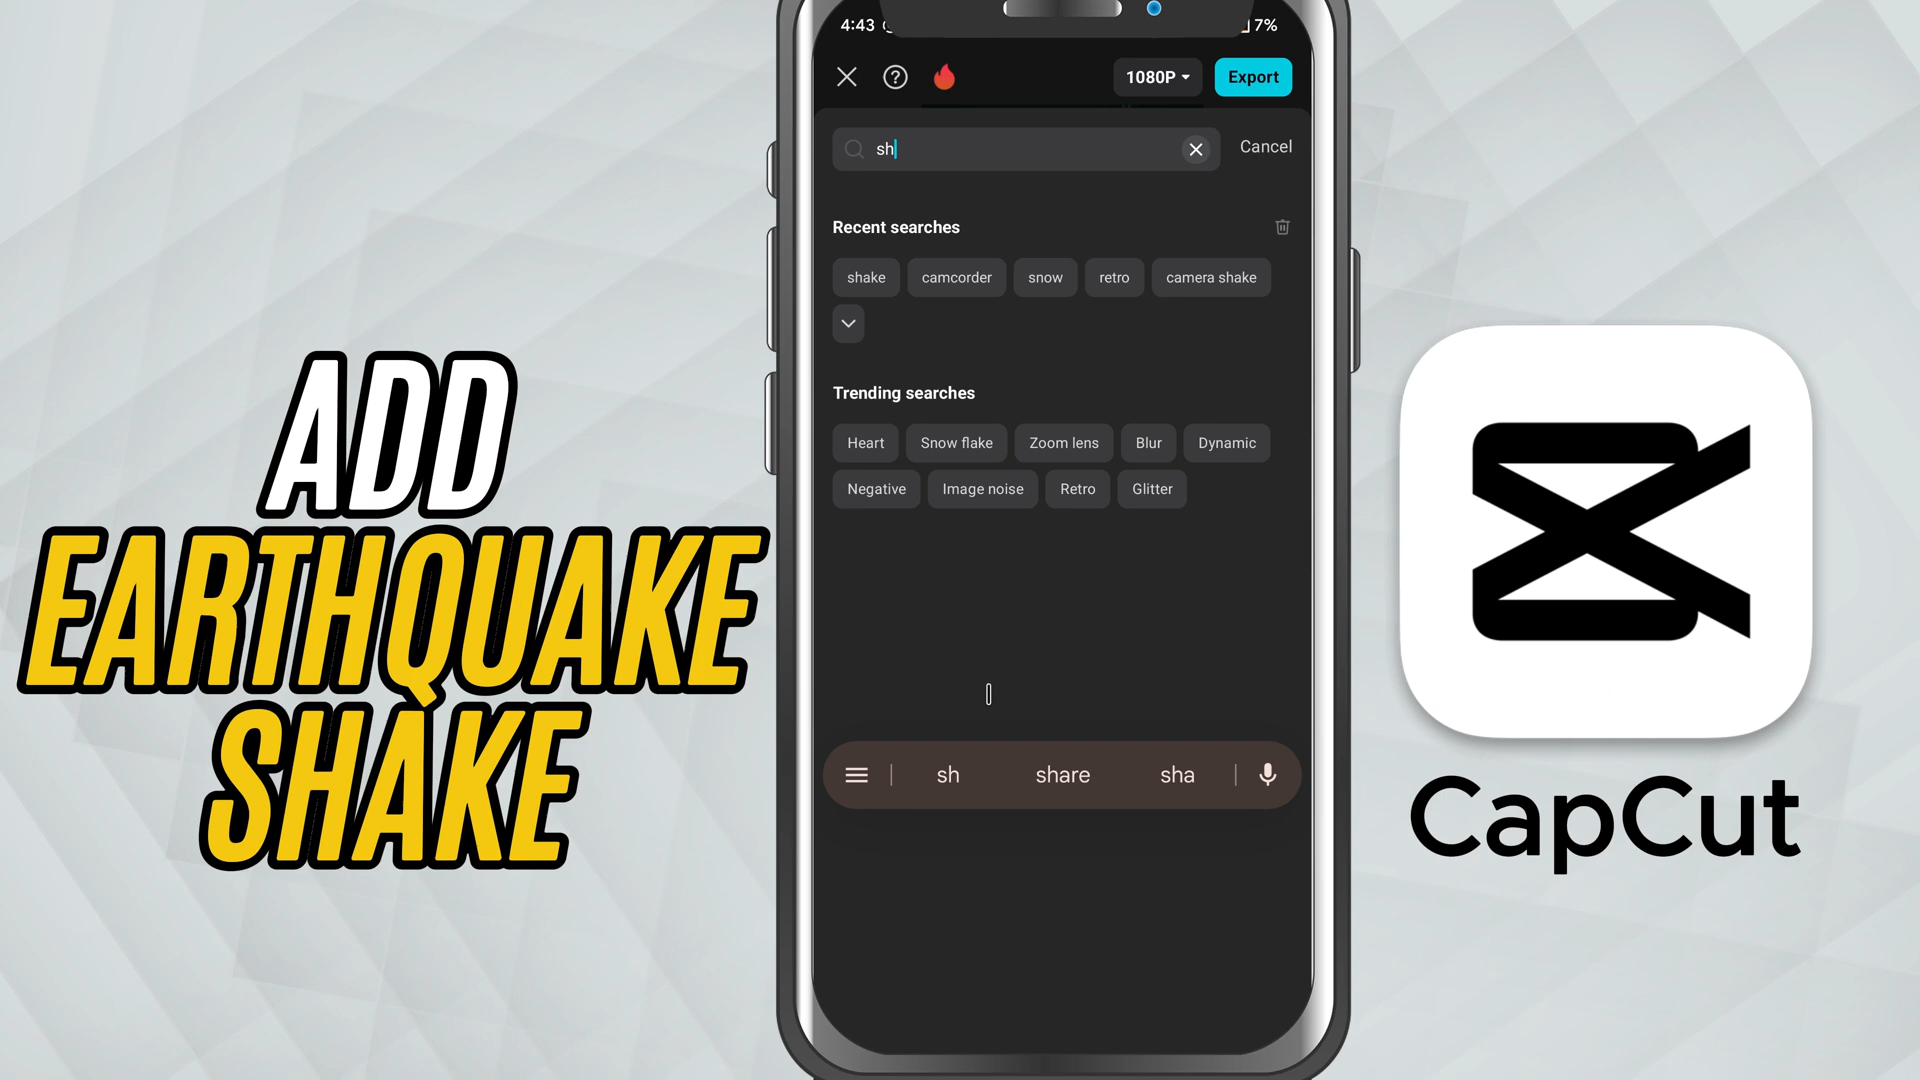 ADD
EARTHQUAKE
SHAKE
4:43
7%
1080P
Export
sh
Cancel
Recent searches
shake camcorder snow retro camera shake
Trending searches
Heart Snow flake Zoom lens Blur Dynamic
Negative Image noise Retro Glitter
sh share sha
CapCut